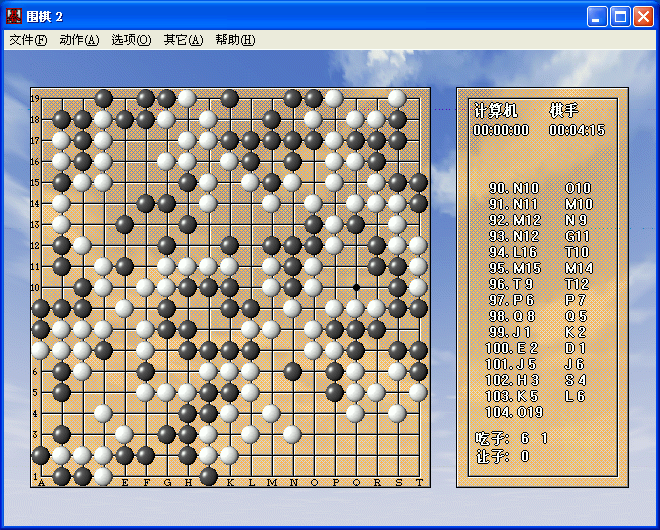 围棋 2
文件(F) 动作(A) 选项(O) 其它(A) 帮助(H)
计算机 棋手
00:00:00 00:04:15
90. N10 O10
91. N11 M10
92. M12 N 9
93. N12 G11
94. L16 T10
95. M15 M14
96. T 9 T12
97. P 6 P 7
98. Q 8 Q 5
99. J 1 K 2
100. E 2 D 1
101. J 5 J 6
102. H 3 S 4
103. K 5 L 6
104. O19
吃子: 6 1
让子: 0
19
18
17
16
15
14
13
12
11
10
9
8
7
6
5
4
3
2
1
A B C D E F G H J K L M N O P Q R S T